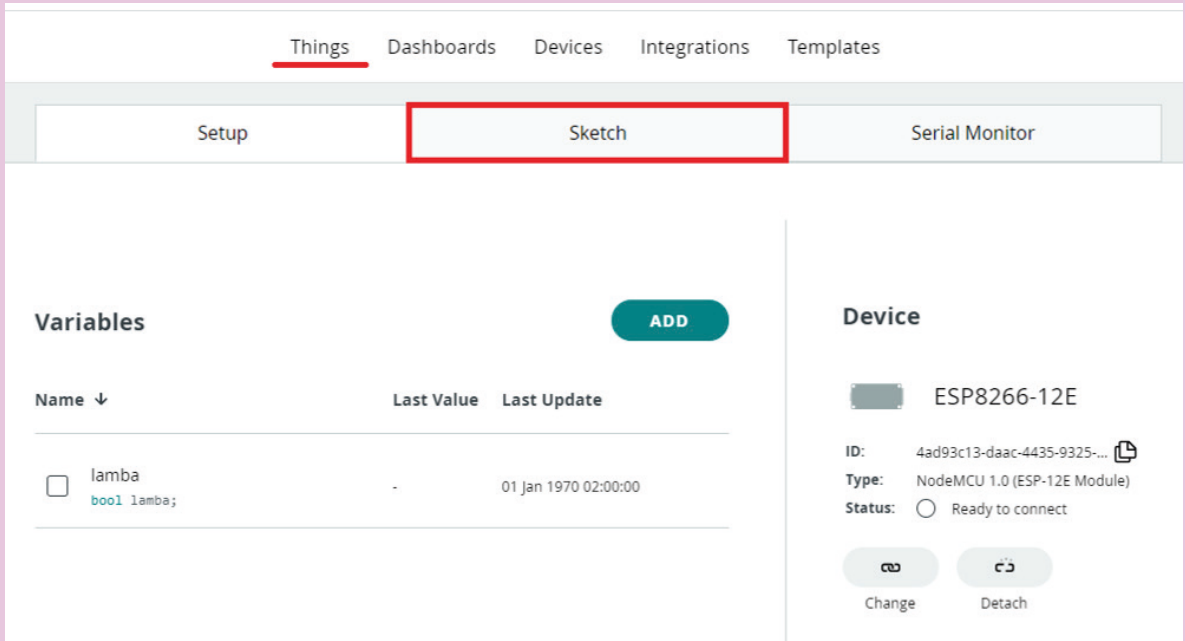 Things Dashboards Devices Integrations Templates
Setup Sketch Serial Monitor
Variables
ADD
Name ↓ Last Value Last Update
lamba
bool lamba;
- 01 Jan 1970 02:00:00
Device
ESP8266-12E
ID: 4ad93c13-daac-4435-9325-...
Type: NodeMCU 1.0 (ESP-12E Module)
Status: Ready to connect
Change Detach